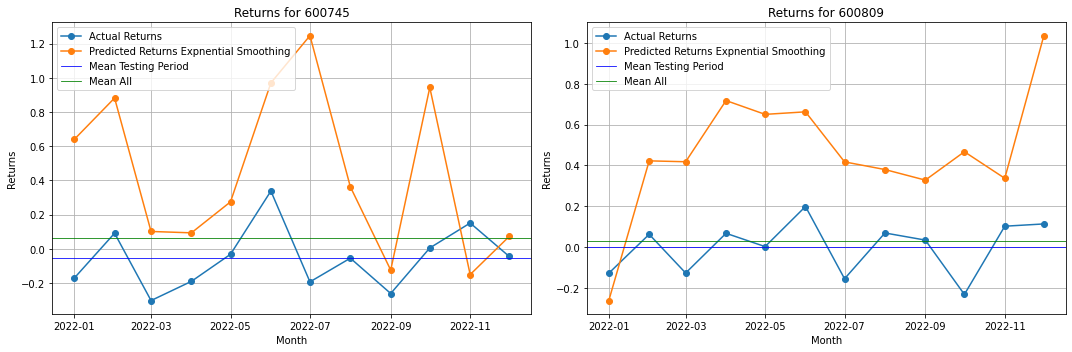 Returns for 600745
Actual Returns
Predicted Returns Expnential Smoothing
Mean Testing Period
Mean All
1.2
1.0
0.8
0.6
0.4
0.2
0.0
−0.2
Returns
2022-01
2022-03
2022-05
2022-07
2022-09
2022-11
Month
Returns for 600809
Actual Returns
Predicted Returns Expnential Smoothing
Mean Testing Period
Mean All
1.0
0.8
0.6
0.4
0.2
0.0
−0.2
Returns
2022-01
2022-03
2022-05
2022-07
2022-09
2022-11
Month